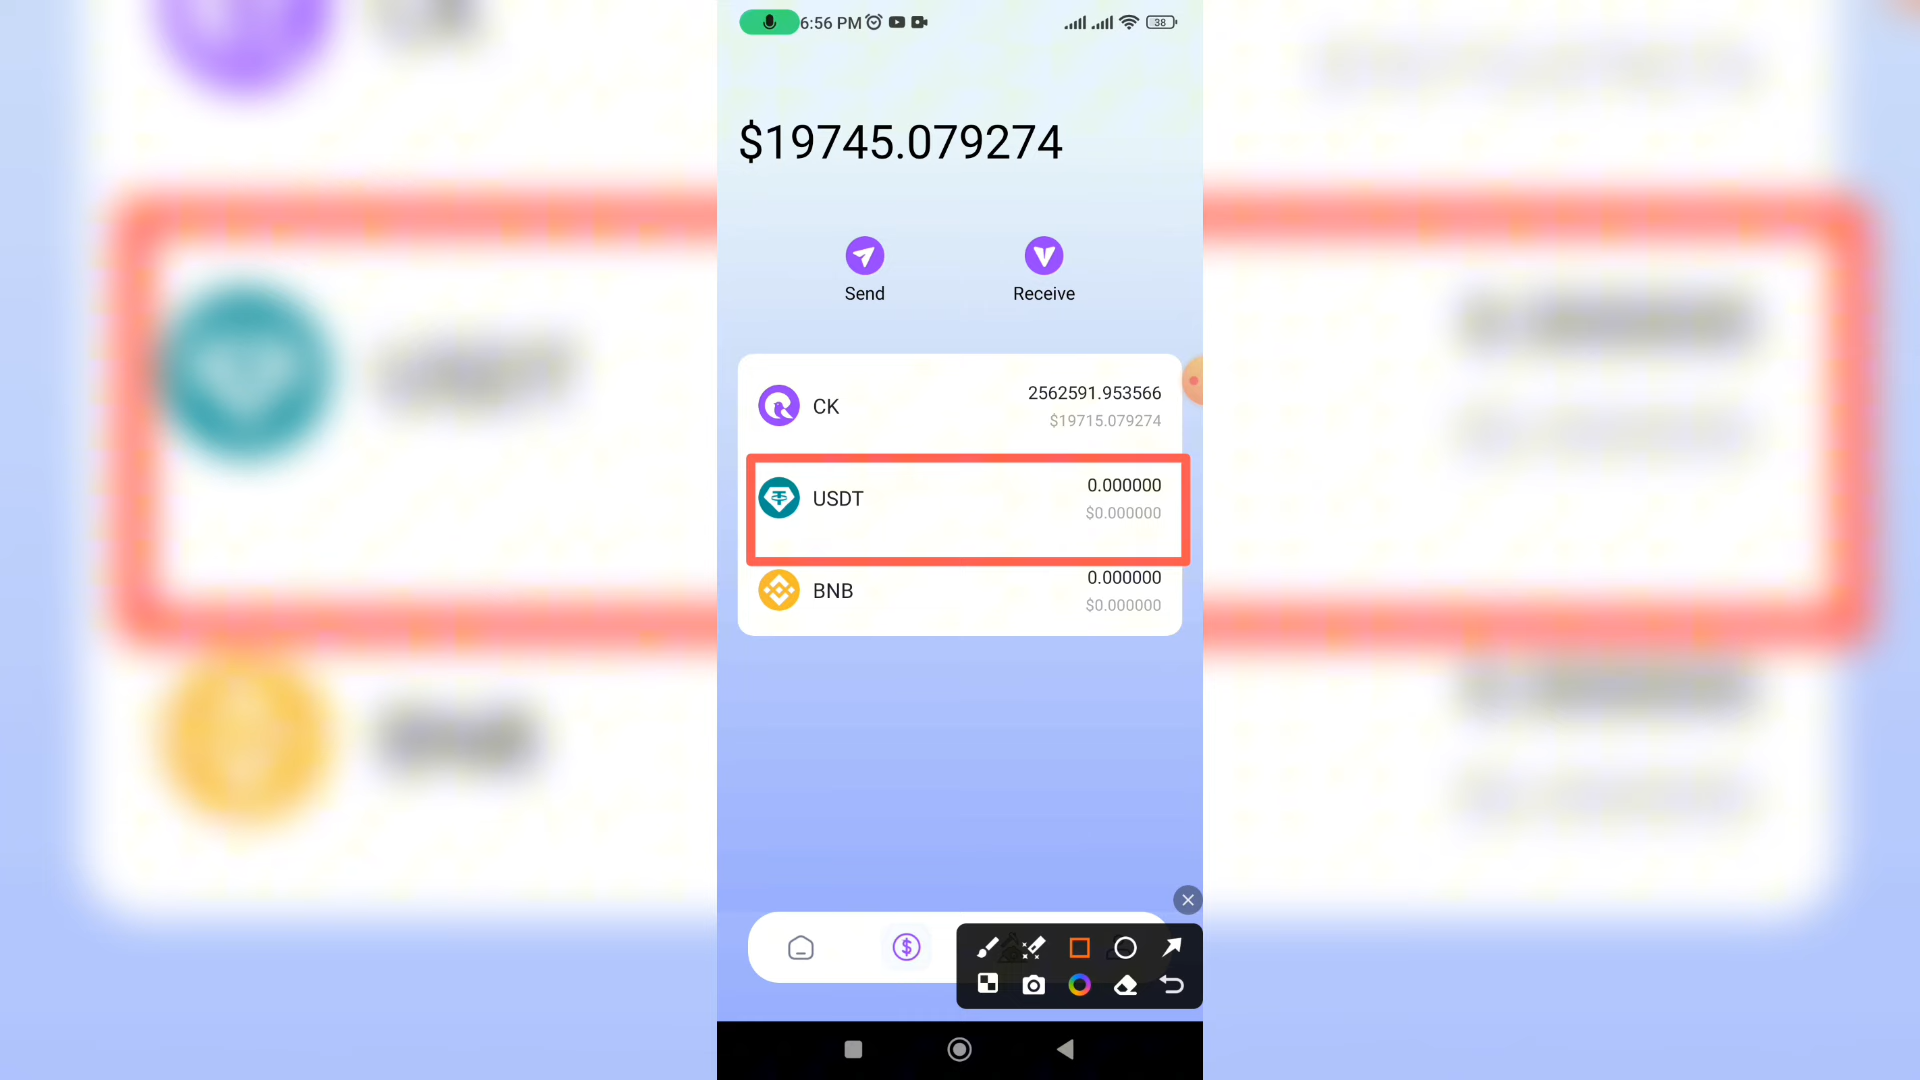 6:56 PM
38
$19745.079274
Send
Receive
CK
2562591.953566
$19715.079274
USDT
0.000000
$0.000000
BNB
0.000000
$0.000000